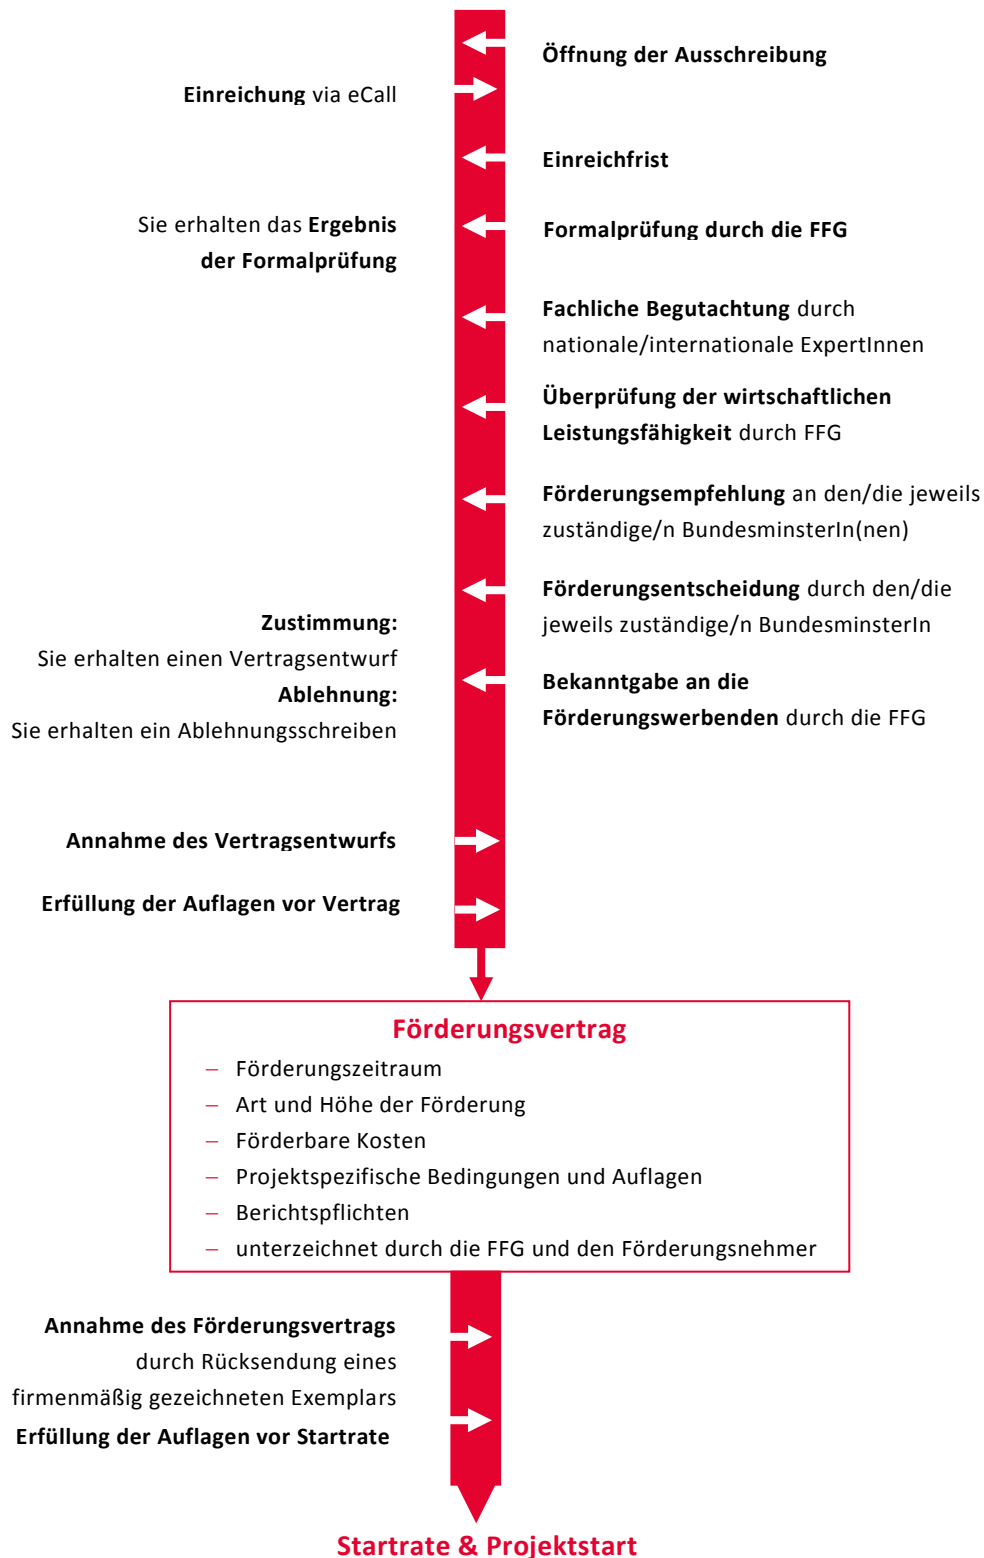 Öffnung der Ausschreibung
Einreichung via eCall
Einreichfrist
Sie erhalten das Ergebnis
der Formalprüfung
Formalprüfung durch die FFG
Fachliche Begutachtung durch
nationale/internationale ExpertInnen
Überprüfung der wirtschaftlichen
Leistungsfähigkeit durch FFG
Förderungsempfehlung an den/die jeweils
zuständige/n BundesminsterIn(nen)
Förderungsentscheidung durch den/die
jeweils zuständige/n BundesminsterIn
Zustimmung:
Sie erhalten einen Vertragsentwurf
Ablehnung:
Sie erhalten ein Ablehnungsschreiben
Bekanntgabe an die
Förderungswerbenden durch die FFG
Annahme des Vertragsentwurfs
Erfüllung der Auflagen vor Vertrag
Förderungsvertrag
– Förderungszeitraum
– Art und Höhe der Förderung
– Förderbare Kosten
– Projektspezifische Bedingungen und Auflagen
– Berichtspflichten
– unterzeichnet durch die FFG und den Förderungsnehmer
Annahme des Förderungsvertrags
durch Rücksendung eines
firmenmäßig gezeichneten Exemplars
Erfüllung der Auflagen vor Startrate
Startrate & Projektstart